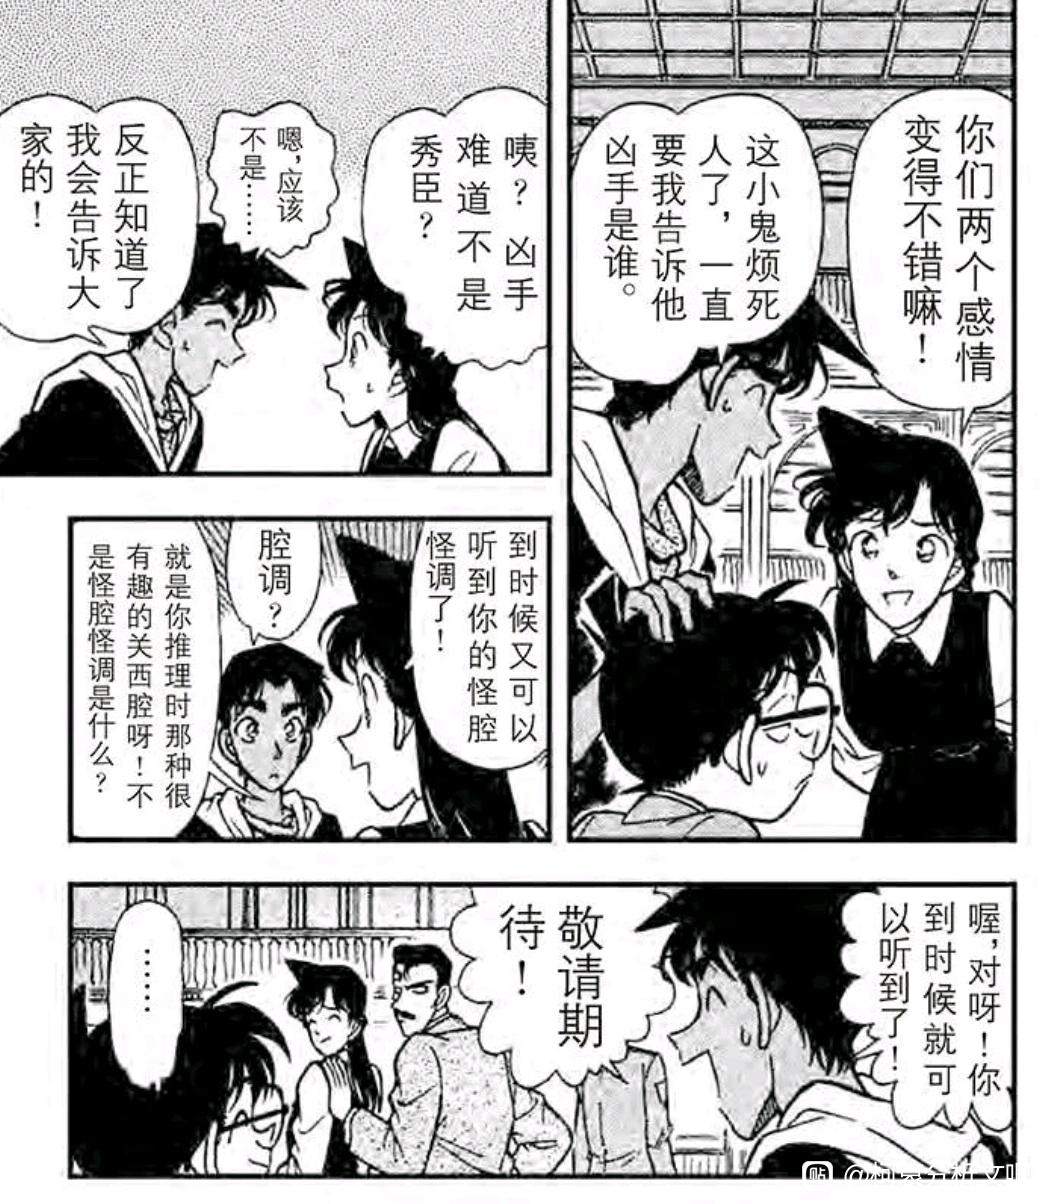 你们两个感情
变得不错嘛！
这小鬼烦死
人了，一直
要我告诉他
凶手是谁。
咦？凶手
难道不是
秀臣？
嗯，应该
不是……
反正知道了
我会告诉大
家的！
到时候又可以
听到你的怪腔
怪调了！
腔调？
就是你推理时那种很
有趣的关西腔呀！不
是怪腔怪调是什么？
喔，对呀！你
到时候就可
以听到了！
敬请期
待！
……